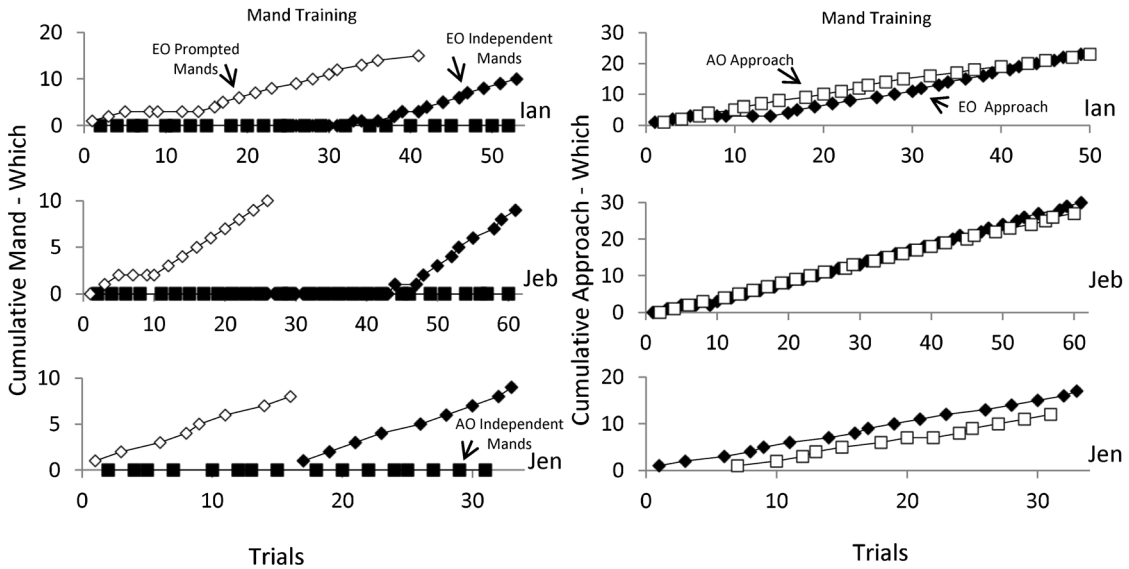 Mand Training
30
20
10
0
EO Prompted
Mands
EO Independent
Mands
Ian
0 10 20 30 40 50
10
5
0
Jeb
0 10 20 30 40 50 60
10
5
0
AO Independent
Mands
Jen
0 10 20 30
Cumulative Mand - Which
Trials
Mand Training
30
20
10
0
AO Approach
EO Approach
Ian
0 10 20 30 40 50
30
20
10
0
Jeb
0 10 20 30 40 50 60
20
10
0
Jen
0 10 20 30
Cumulative Approach - Which
Trials